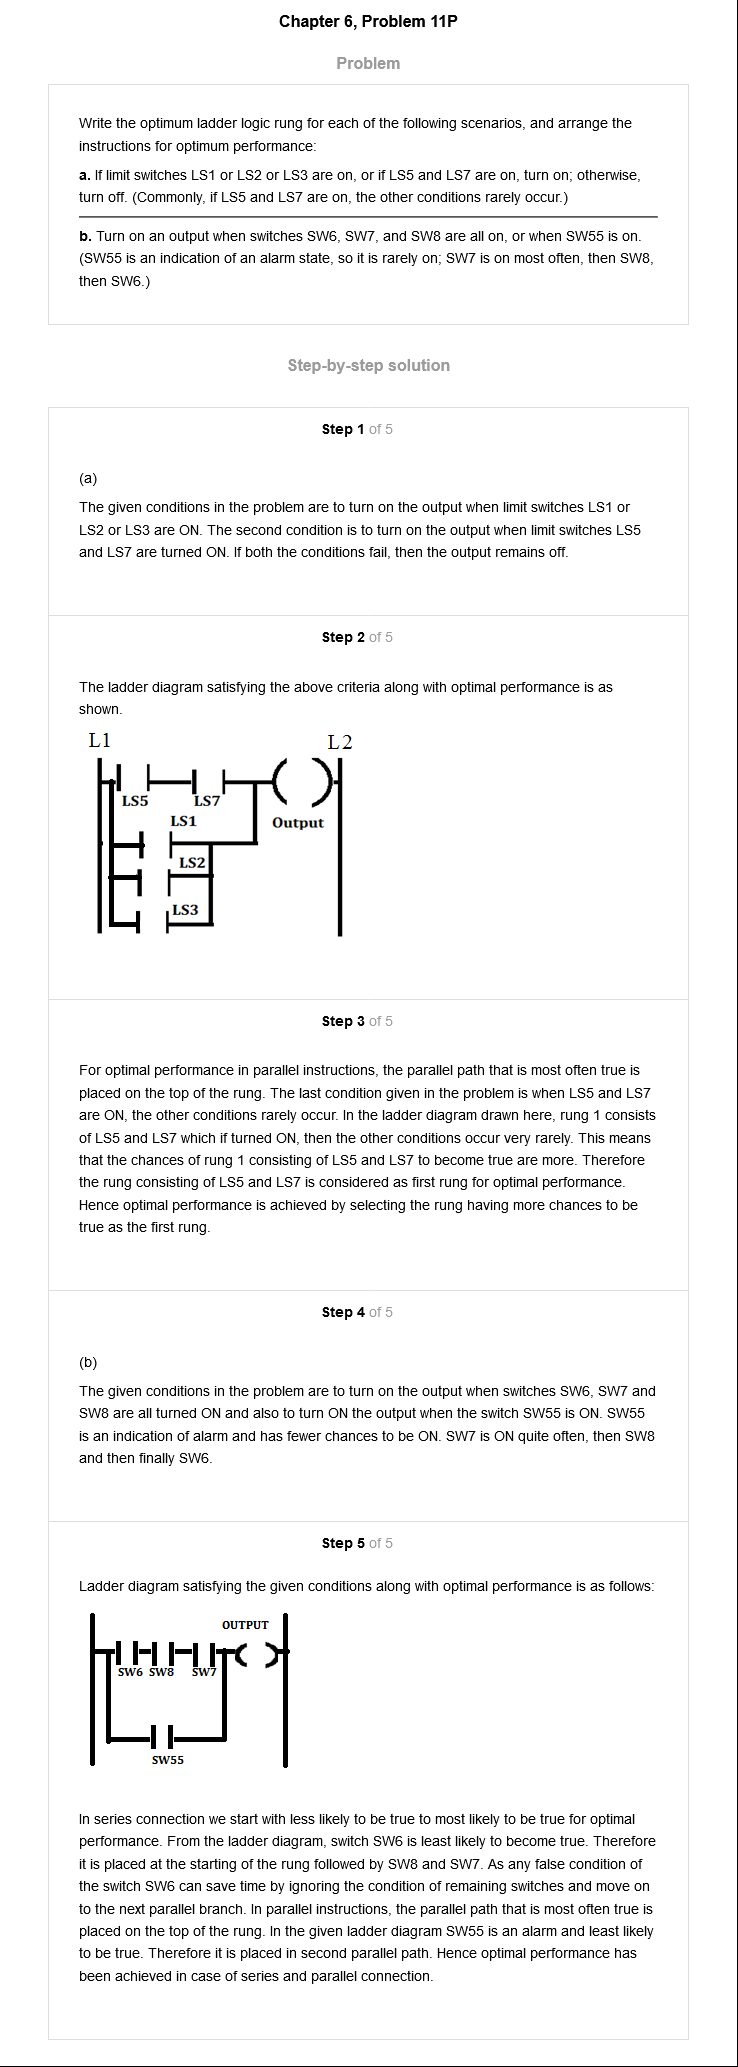 Chapter 6, Problem 11P
Problem
Write the optimum ladder logic rung for each of the following scenarios, and arrange the
instructions for optimum performance:
a. If limit switches LS1 or LS2 or LS3 are on, or if LS5 and LS7 are on, turn on; otherwise,
turn off. (Commonly, if LS5 and LS7 are on, the other conditions rarely occur.)
b. Turn on an output when switches SW6, SW7, and SW8 are all on, or when SW55 is on.
(SW55 is an indication of an alarm state, so it is rarely on; SW7 is on most often, then SW8,
then SW6.)
Step-by-step solution
Step 1 of 5
(a)
The given conditions in the problem are to turn on the output when limit switches LS1 or
LS2 or LS3 are ON. The second condition is to turn on the output when limit switches LS5
and LS7 are turned ON. If both the conditions fail, then the output remains off.
Step 2 of 5
The ladder diagram satisfying the above criteria along with optimal performance is as
shown.
L1
L2
LS5
LS7
LS1
Output
LS2
LS3
Step 3 of 5
For optimal performance in parallel instructions, the parallel path that is most often true is
placed on the top of the rung. The last condition given in the problem is when LS5 and LS7
are ON, the other conditions rarely occur. In the ladder diagram drawn here, rung 1 consists
of LS5 and LS7 which if turned ON, then the other conditions occur very rarely. This means
that the chances of rung 1 consisting of LS5 and LS7 to become true are more. Therefore
the rung consisting of LS5 and LS7 is considered as first rung for optimal performance.
Hence optimal performance is achieved by selecting the rung having more chances to be
true as the first rung.
Step 4 of 5
(b)
The given conditions in the problem are to turn on the output when switches SW6, SW7 and
SW8 are all turned ON and also to turn ON the output when the switch SW55 is ON. SW55
is an indication of alarm and has fewer chances to be ON. SW7 is ON quite often, then SW8
and then finally SW6.
Step 5 of 5
Ladder diagram satisfying the given conditions along with optimal performance is as follows:
OUTPUT
SW6 SW8 SW7
SW55
In series connection we start with less likely to be true to most likely to be true for optimal
performance. From the ladder diagram, switch SW6 is least likely to become true. Therefore
it is placed at the starting of the rung followed by SW8 and SW7. As any false condition of
the switch SW6 can save time by ignoring the condition of remaining switches and move on
to the next parallel branch. In parallel instructions, the parallel path that is most often true is
placed on the top of the rung. In the given ladder diagram SW55 is an alarm and least likely
to be true. Therefore it is placed in second parallel path. Hence optimal performance has
been achieved in case of series and parallel connection.